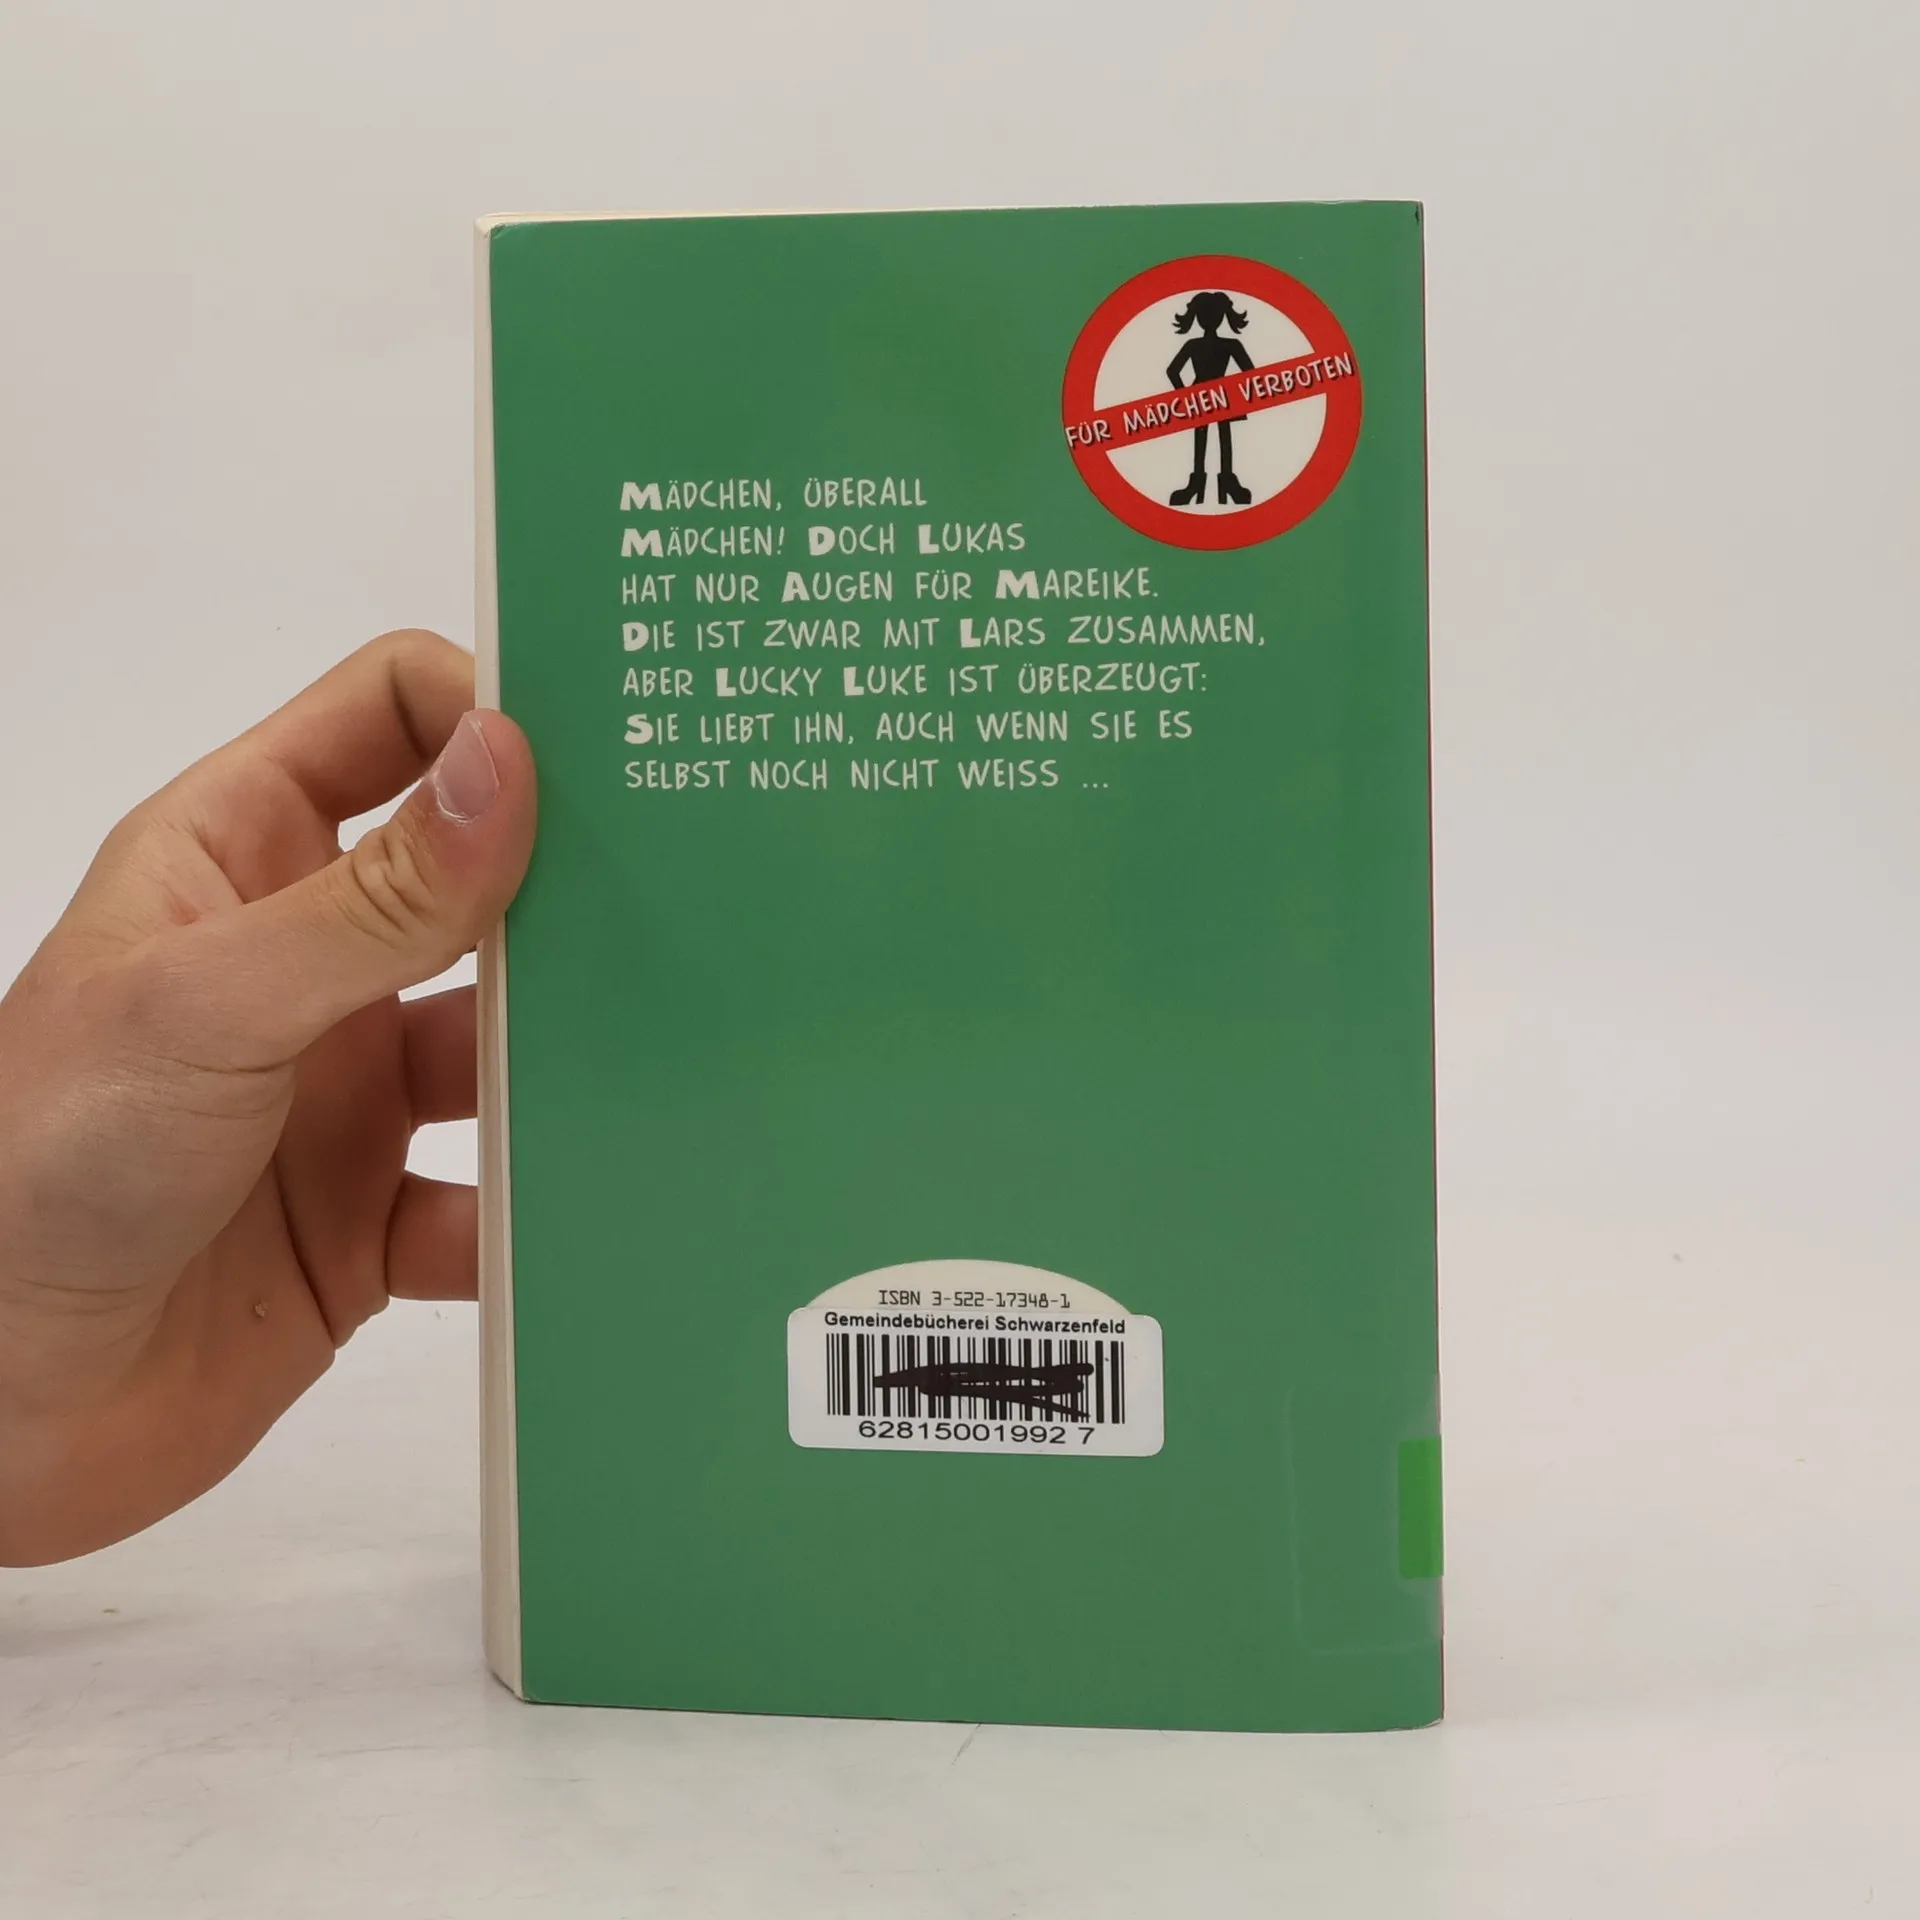 FÜR MÄDCHEN VERBOTEN
MÄDCHEN, ÜBERALL
MÄDCHEN! DOCH LUKAS
HAT NUR AUGEN FÜR MAREIKE.
DIE IST ZWAR MIT LARS ZUSAMMEN,
ABER LUCKY LUKE IST ÜBERZEUGT:
SIE LIEBT IHN, AUCH WENN SIE ES
SELBST NOCH NICHT WEISS ...
ISBN 3-522-17348-1
Gemeindebücherei Schwarzenfeld
62815001992 7